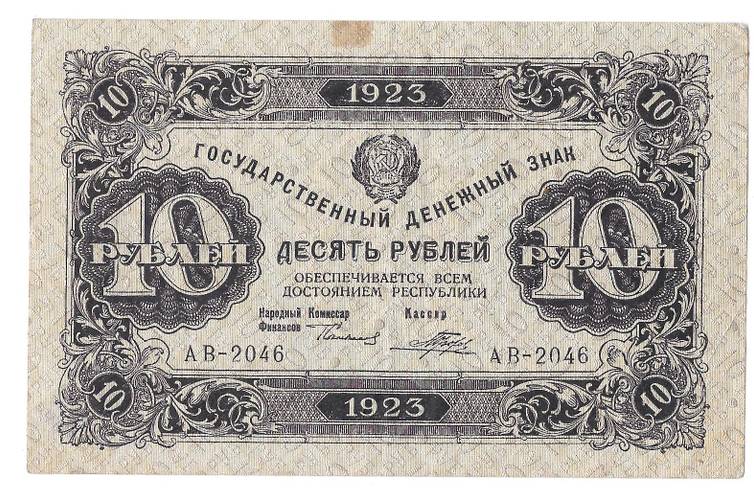 1923
10
10
ГОСУДАРСТВЕННЫЙ ДЕНЕЖНЫЙ ЗНАК
10
РУБЛЕЙ
10
РУБЛЕЙ
ДЕСЯТЬ РУБЛЕЙ
ОБЕСПЕЧИВАЕТСЯ ВСЕМ
ДОСТОЯНИЕМ РЕСПУБЛИКИ
Народный Комиссар
Финансов
Кассир
АВ-2046
АВ-2046
10
10
1923